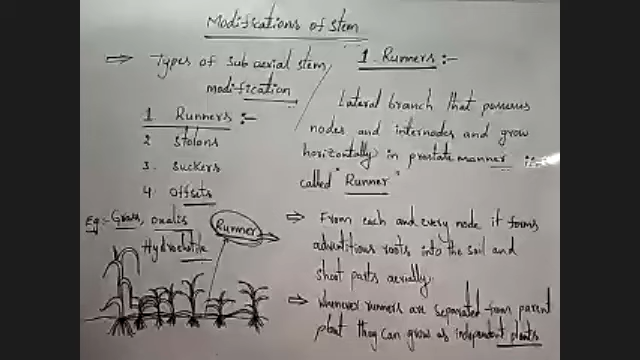 Modifications of stem
⇒ Types of Sub aerial stem
modification
1 Runners :-
2 Stolons
3. Suckers
4. Offsets
Eg:- Grass, oxalis
Hydrocotile
Runner
1. Runners :-
Lateral branch that possesses
nodes and internodes and grow
horizontally in prostate manner :-
called "Runner"
⇒ From each and every node it forms
adventitious roots into the soil and
shoot parts aerially.
⇒ Whenever runners are separated from parent
plant they can grow as independent plants